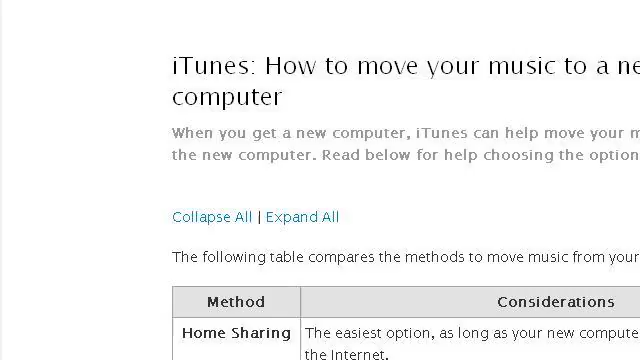 iTunes: How to move your music to a ne
computer
When you get a new computer, iTunes can help move your m
the new computer. Read below for help choosing the option
Collapse All | Expand All
The following table compares the methods to move music from your
Method Considerations
Home Sharing The easiest option, as long as your new compute
the Internet.